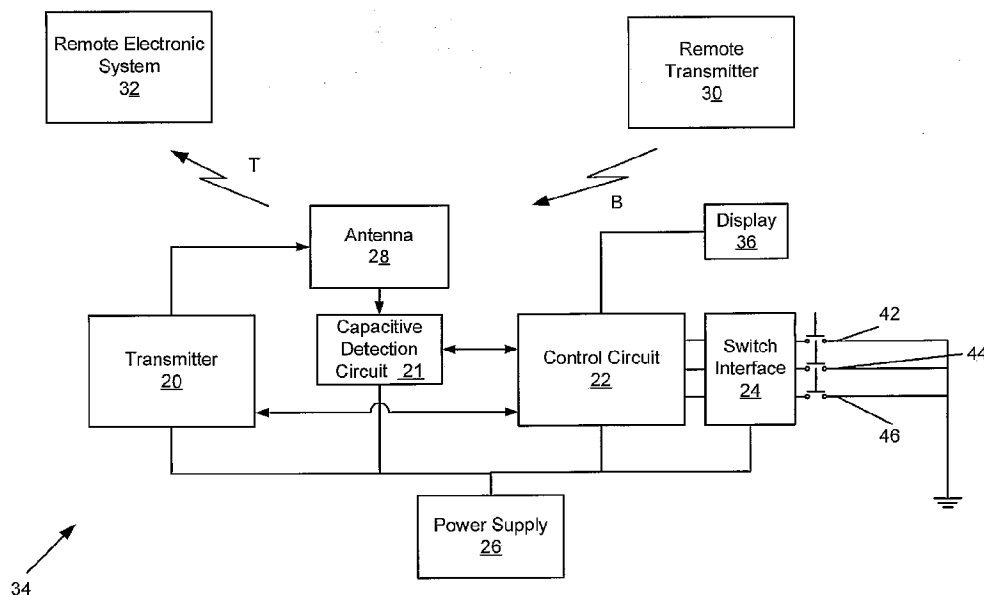 Remote Electronic
System
32
Remote
Transmitter
30
T
B
Antenna
28
Display
36
Transmitter
20
Capacitive
Detection
Circuit 21
Control Circuit
22
Switch
Interface
24
42
44
46
Power Supply
26
34